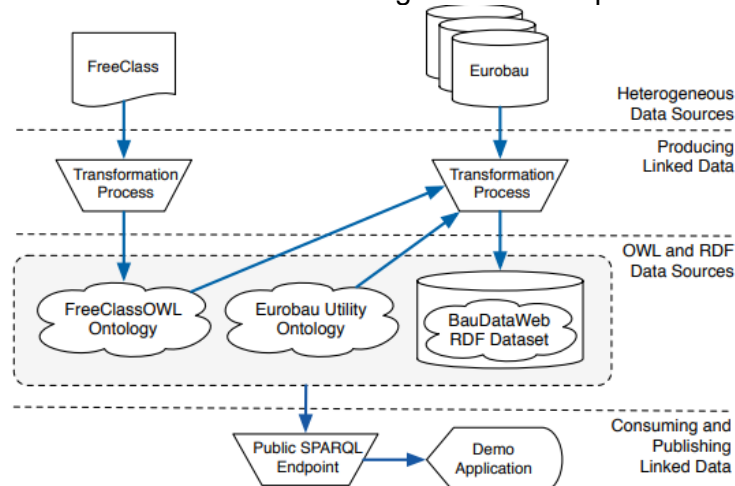 FreeClass
Eurobau
Heterogeneous
Data Sources
Producing
Linked Data
Transformation
Process
Transformation
Process
OWL and RDF
Data Sources
FreeClassOWL
Ontology
Eurobau Utility
Ontology
BauDataWeb
RDF Dataset
Consuming and
Publishing
Linked Data
Public SPARQL
Endpoint
Demo
Application